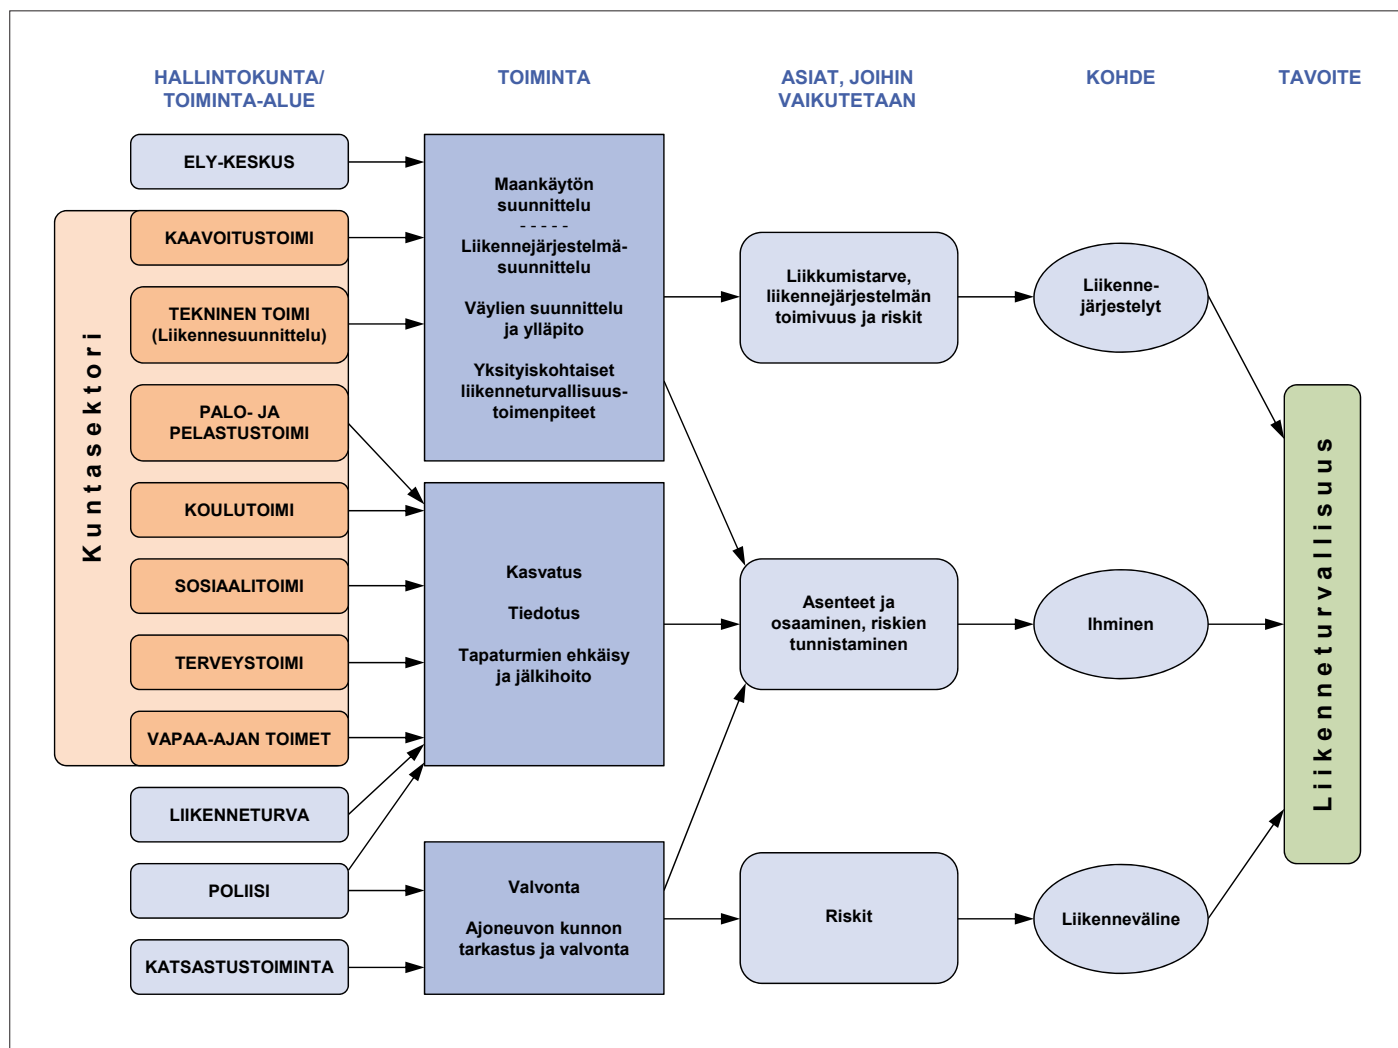 HALLINTOKUNTA/
TOIMINTA-ALUE
TOIMINTA
ASIAT, JOIHIN
VAIKUTETAAN
KOHDE
TAVOITE
Kuntasektori
ELY-KESKUS
KAAVOITUSTOIMI
TEKNINEN TOIMI
(Liikennesuunnittelu)
PALO- JA
PELASTUSTOIMI
KOULUTOIMI
SOSIAALITOIMI
TERVEYSTOIMI
VAPAA-AJAN TOIMET
LIIKENNETURVA
POLIISI
KATSASTUSTOIMINTA
Maankäytön
suunnittelu
- - - - -
Liikennejärjestelmä-
suunnittelu
Väylien suunnittelu
ja ylläpito
Yksityiskohtaiset
liikenneturvallisuus-
toimenpiteet
Kasvatus
Tiedotus
Tapaturmien ehkäisy
ja jälkihoito
Valvonta
Ajoneuvon kunnon
tarkastus ja valvonta
Liikkumistarve,
liikennejärjestelmän
toimivuus ja riskit
Asenteet ja
osaaminen, riskien
tunnistaminen
Riskit
Liikenne-
järjestelyt
Ihminen
Liikenneväline
Liikenneturvallisuus